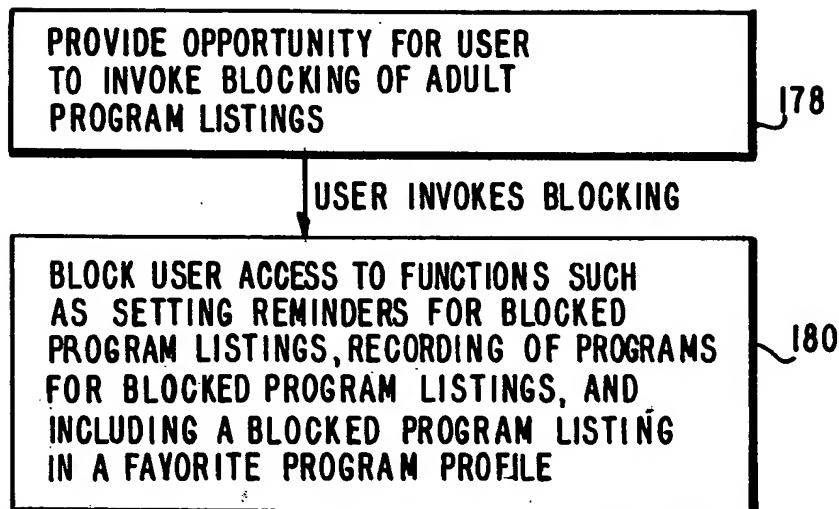 PROVIDE OPPORTUNITY FOR USER
TO INVOKE BLOCKING OF ADULT
PROGRAM LISTINGS
178
USER INVOKES BLOCKING
BLOCK USER ACCESS TO FUNCTIONS SUCH
AS SETTING REMINDERS FOR BLOCKED
PROGRAM LISTINGS, RECORDING OF PROGRAMS
FOR BLOCKED PROGRAM LISTINGS, AND
INCLUDING A BLOCKED PROGRAM LISTING
IN A FAVORITE PROGRAM PROFILE
180